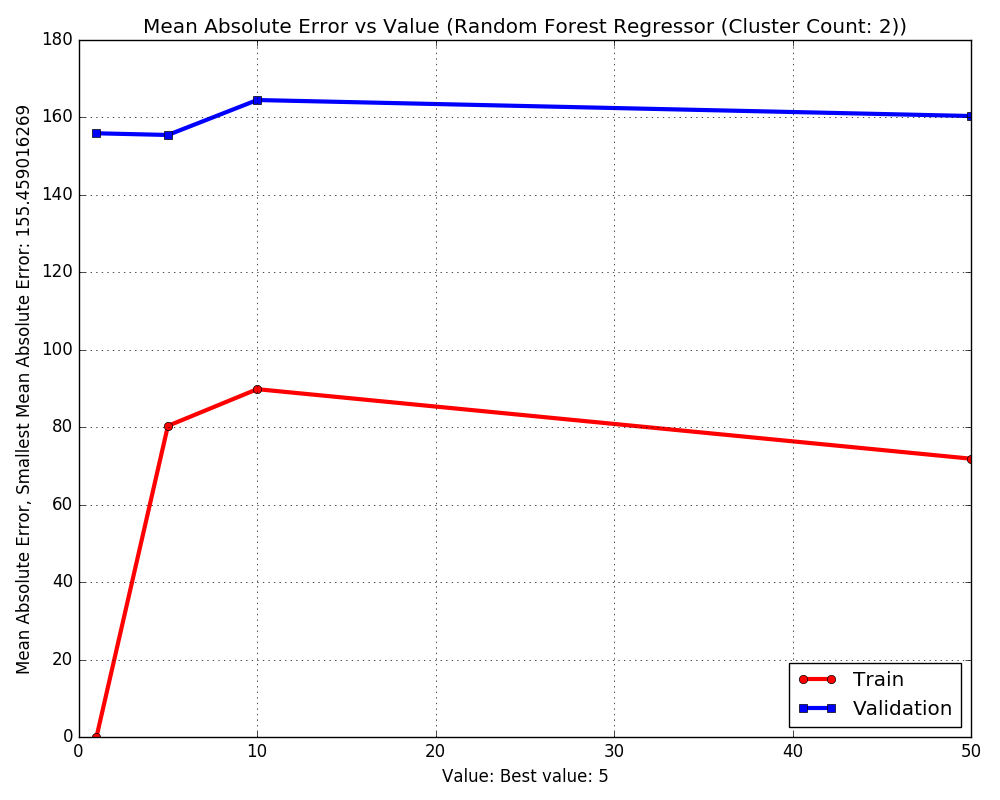 Mean Absolute Error vs Value (Random Forest Regressor (Cluster Count: 2))
Mean Absolute Error, Smallest Mean Absolute Error: 155.459016269
180
160
140
120
100
80
60
40
20
0
0 10 20 30 40 50
Train
Validation
Value: Best value: 5